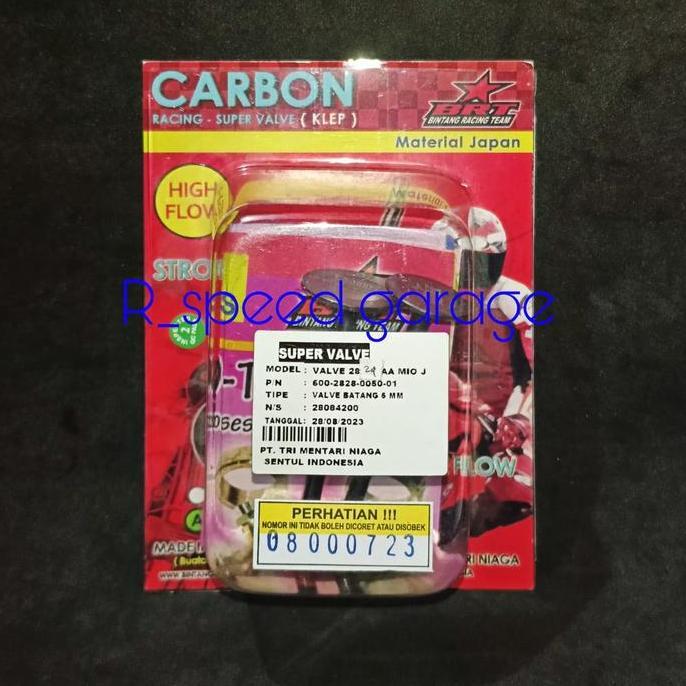 CARBON
RACING - SUPER VALVE ( KLEP )
BRT
BINTANG RACING TEAM
Material Japan
HIGH
FLOW
R_speed garage
SUPER VALVE
MODEL : VALVE 28 AA MIO J
P/N : 600-2828-0050-01
TIPE : VALVE BATANG 5 MM
N/S : 28084200
TANGGAL: 28/08/2023
PT. TRI MENTARI NIAGA
SENTUL INDONESIA
FLOW
PERHATIAN !!!
NOMOR INI TIDAK BOLEH DICORET ATAU DISOBEK
08000723
MADE
NIAGA